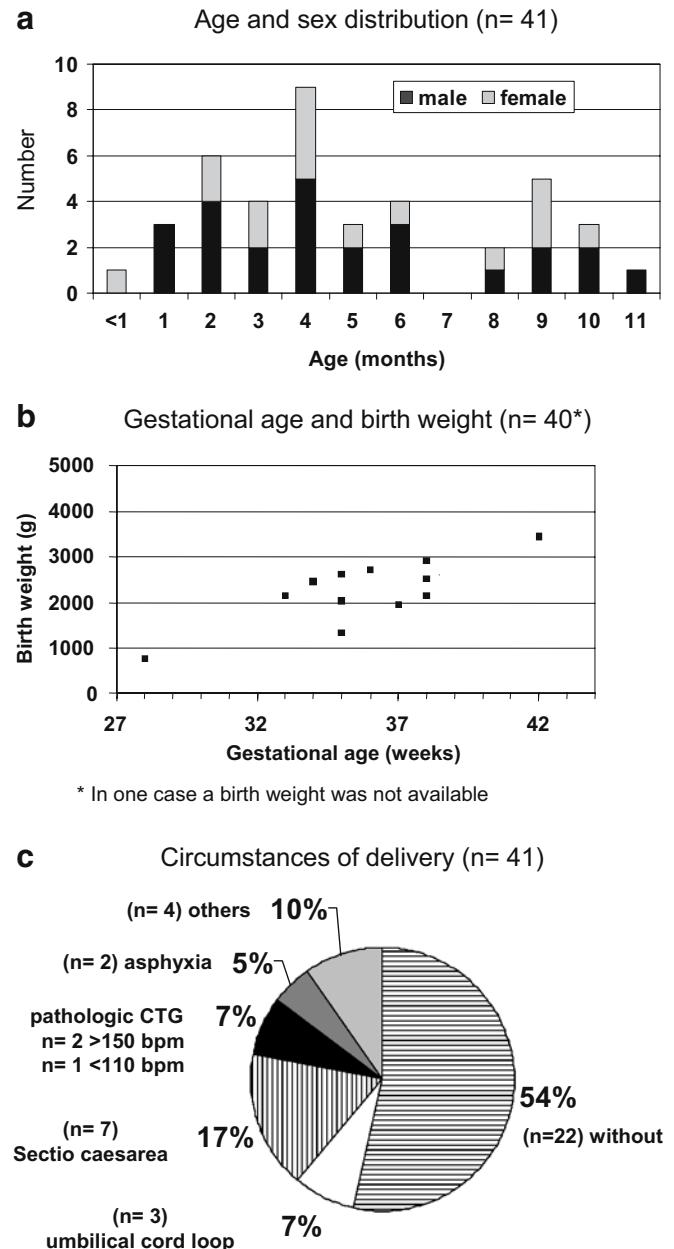 a Age and sex distribution (n= 41)
10
8
6
4
2
0
Number
male female
<1 1 2 3 4 5 6 7 8 9 10 11
Age (months)
b Gestational age and birth weight (n= 40*)
5000
4000
3000
2000
1000
0
Birth weight (g)
27 32 37 42
Gestational age (weeks)
* In one case a birth weight was not available
c Circumstances of delivery (n= 41)
(n= 4) others 10%
(n= 2) asphyxia 5%
pathologic CTG 7%
n= 2 >150 bpm
n= 1 <110 bpm
54%
(n=22) without
(n= 7) 17%
Sectio caesarea
(n= 3) 7%
umbilical cord loop